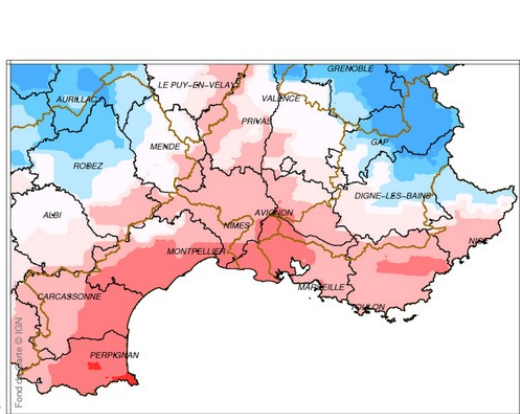 GRENOBLE
LE PUY-EN-VELAY
AURILLAC
VALENCE
PRIVAS
MENDE
GAP
RODEZ
DIGNE-LES-BAINS
ALBI
AVIGNON
NIMES
NICE
MONTPELLIER
MARSEILLE
CARCASSONNE
TOULON
PERPIGNAN
Fond de carte © IGN